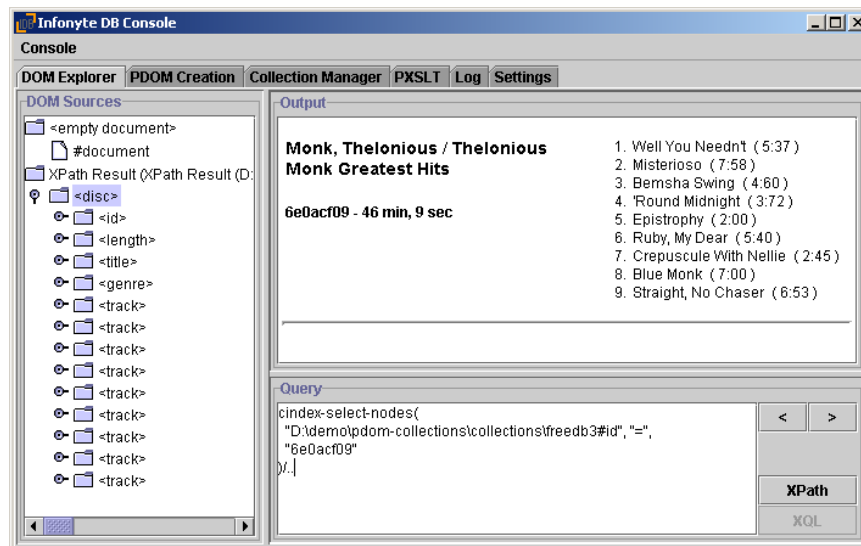 Infonyte DB Console
Console
DOM Explorer PDOM Creation Collection Manager PXSLT Log Settings
DOM Sources
<empty document>
#document
XPath Result (XPath Result (D:
<disc>
<id>
<length>
<title>
<genre>
<track>
<track>
<track>
<track>
<track>
<track>
<track>
<track>
<track>
Output
Monk, Thelonious / Thelonious
Monk Greatest Hits
6e0acf09 - 46 min, 9 sec
1. Well You Needn't ( 5:37 )
2. Misterioso ( 7:58 )
3. Bemsha Swing ( 4:60 )
4. 'Round Midnight ( 3:72 )
5. Epistrophy ( 2:00 )
6. Ruby, My Dear ( 5:40 )
7. Crepuscule With Nellie ( 2:45 )
8. Blue Monk ( 7:00 )
9. Straight, No Chaser ( 6:53 )
Query
cindex-select-nodes(
"D:\demo\pdom-collections\collections\freedb3#id", "=",
"6e0acf09"
)/..
< >
XPath
XQL